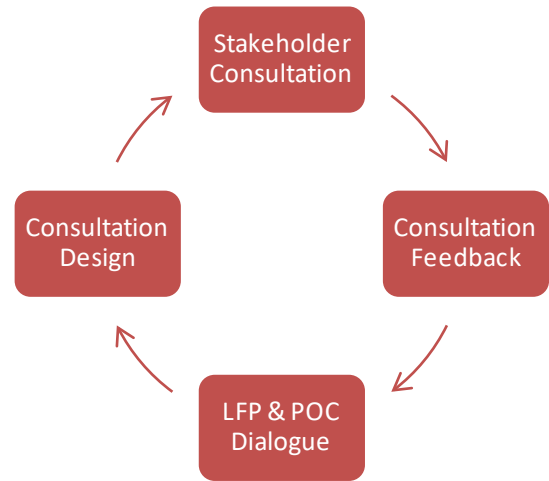 Stakeholder
Consultation
Consultation
Design
Consultation
Feedback
LFP & POC
Dialogue